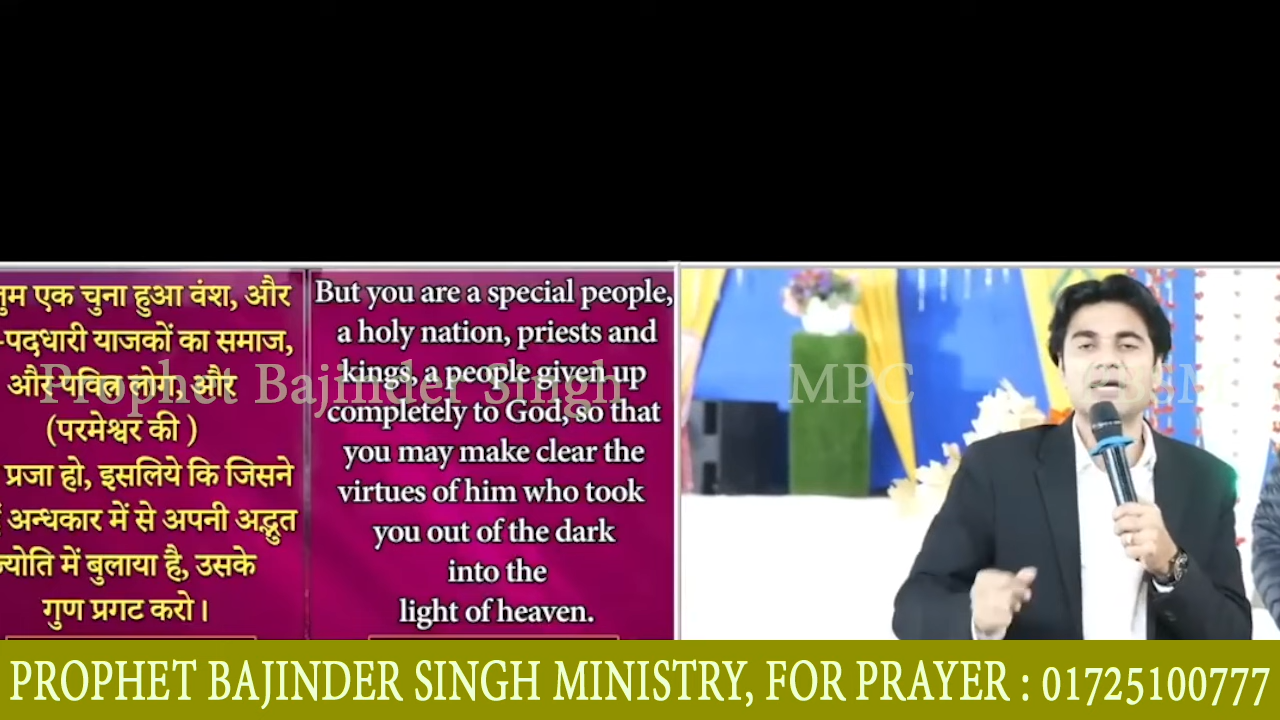 तुम एक चुना हुआ वंश, और
-पदधारी याजकों का समाज,
और पवित्र लोग, और
(परमेश्वर की )
प्रजा हो, इसलिये कि जिसने
अन्धकार में से अपनी अद्भुत
ज्योति में बुलाया है, उसके
गुण प्रगट करो।
But you are a special people,
a holy nation, priests and
kings, a people given up
completely to God, so that
you may make clear the
virtues of him who took
you out of the dark
into the
light of heaven.
Prophet Bajinder Singh MPC
PROPHET BAJINDER SINGH MINISTRY, FOR PRAYER : 01725100777